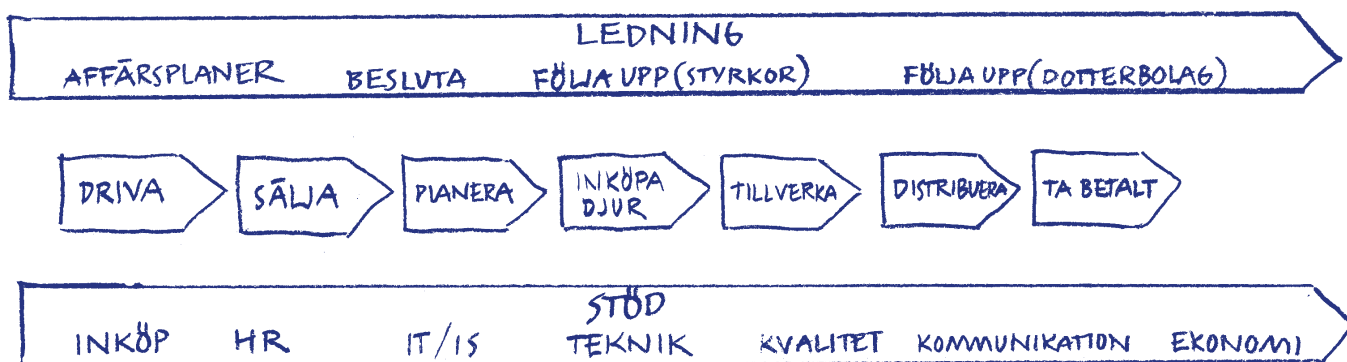 LEDNING
AFFÄRSPLANER BESLUTA FÖLJA UPP (STYRKOR) FÖLJA UPP (DOTTERBOLAG)
DRIVA SÄLJA PLANERA INKÖPA DJUR TILLVERKA DISTRIBUERA TA BETALT
STÖD
INKÖP HR IT/IS TEKNIK KVALITET KOMMUNIKATION EKONOMI